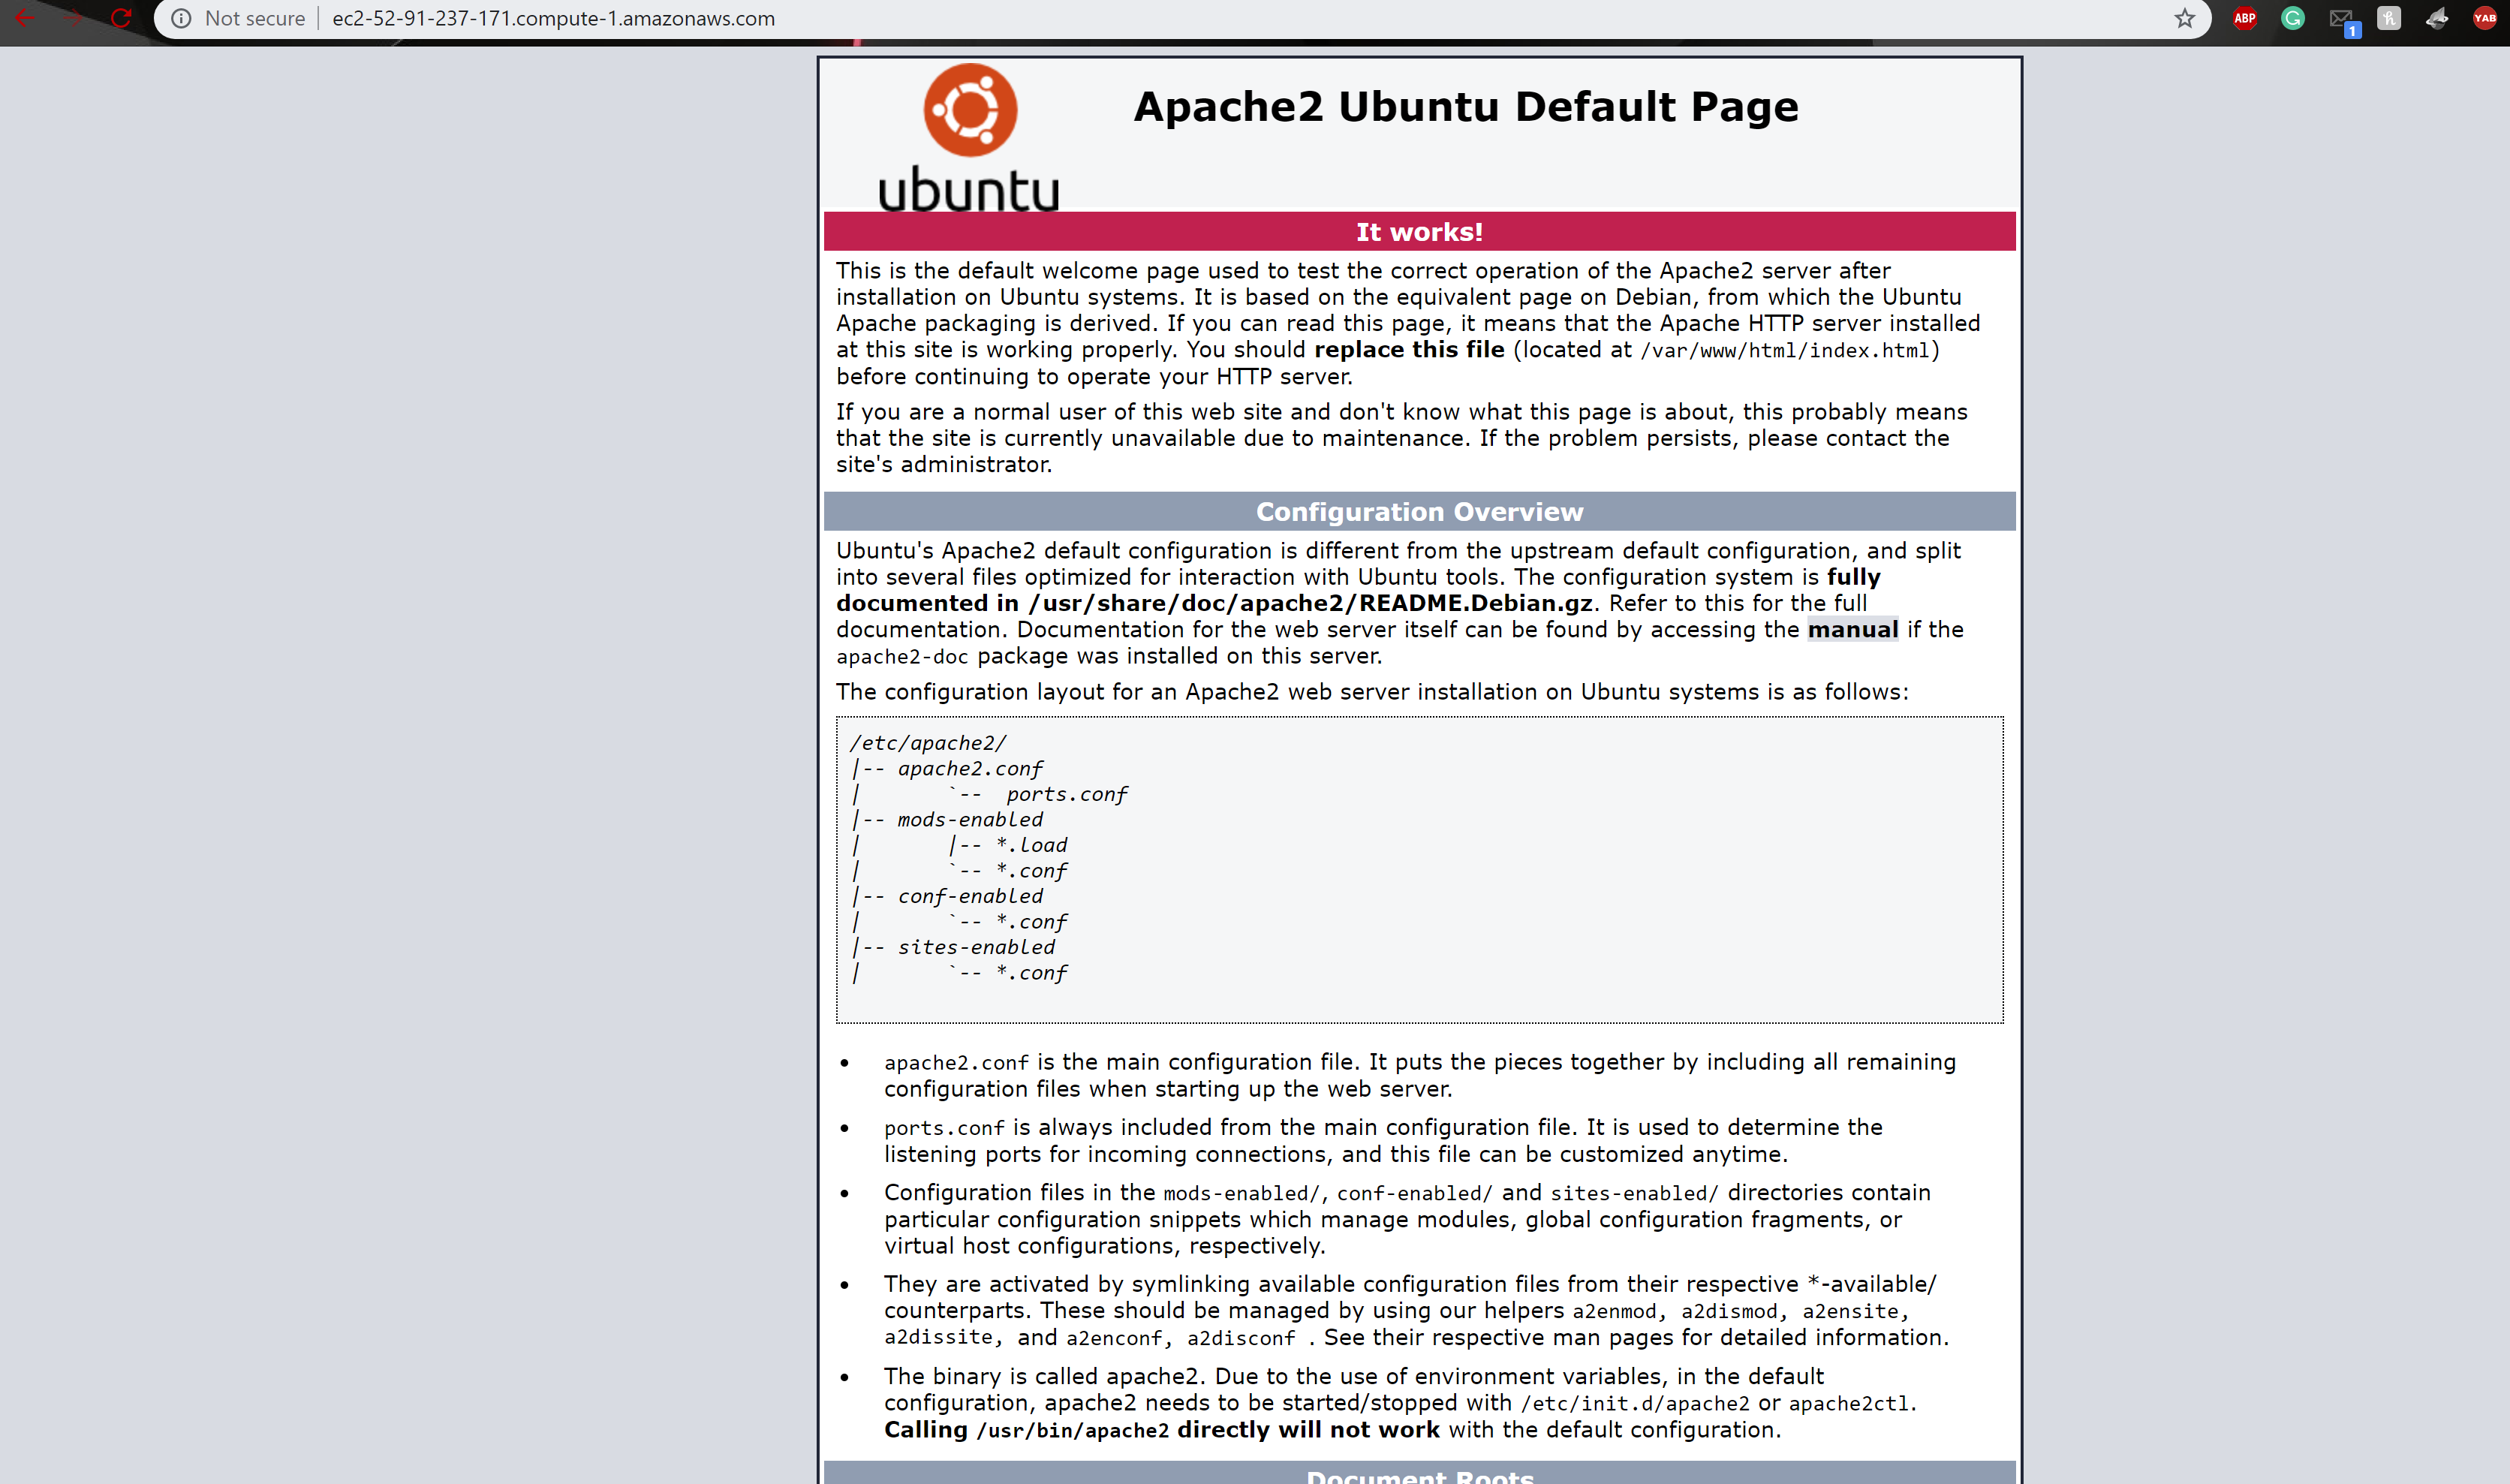 Not secure | ec2-52-91-237-171.compute-1.amazonaws.com
ABP
1
YAB
ubuntu
Apache2 Ubuntu Default Page
It works!
This is the default welcome page used to test the correct operation of the Apache2 server after
installation on Ubuntu systems. It is based on the equivalent page on Debian, from which the Ubuntu
Apache packaging is derived. If you can read this page, it means that the Apache HTTP server installed
at this site is working properly. You should replace this file (located at /var/www/html/index.html)
before continuing to operate your HTTP server.
If you are a normal user of this web site and don't know what this page is about, this probably means
that the site is currently unavailable due to maintenance. If the problem persists, please contact the
site's administrator.
Configuration Overview
Ubuntu's Apache2 default configuration is different from the upstream default configuration, and split
into several files optimized for interaction with Ubuntu tools. The configuration system is fully
documented in /usr/share/doc/apache2/README.Debian.gz. Refer to this for the full
documentation. Documentation for the web server itself can be found by accessing the manual if the
apache2-doc package was installed on this server.
The configuration layout for an Apache2 web server installation on Ubuntu systems is as follows:
/etc/apache2/
|-- apache2.conf
|       `--  ports.conf
|-- mods-enabled
|       |-- *.load
|       `-- *.conf
|-- conf-enabled
|       `-- *.conf
|-- sites-enabled
|       `-- *.conf
• apache2.conf is the main configuration file. It puts the pieces together by including all remaining
configuration files when starting up the web server.
• ports.conf is always included from the main configuration file. It is used to determine the
listening ports for incoming connections, and this file can be customized anytime.
• Configuration files in the mods-enabled/, conf-enabled/ and sites-enabled/ directories contain
particular configuration snippets which manage modules, global configuration fragments, or
virtual host configurations, respectively.
• They are activated by symlinking available configuration files from their respective *-available/
counterparts. These should be managed by using our helpers a2enmod, a2dismod, a2ensite,
a2dissite, and a2enconf, a2disconf . See their respective man pages for detailed information.
• The binary is called apache2. Due to the use of environment variables, in the default
configuration, apache2 needs to be started/stopped with /etc/init.d/apache2 or apache2ctl.
Calling /usr/bin/apache2 directly will not work with the default configuration.
Document Roots